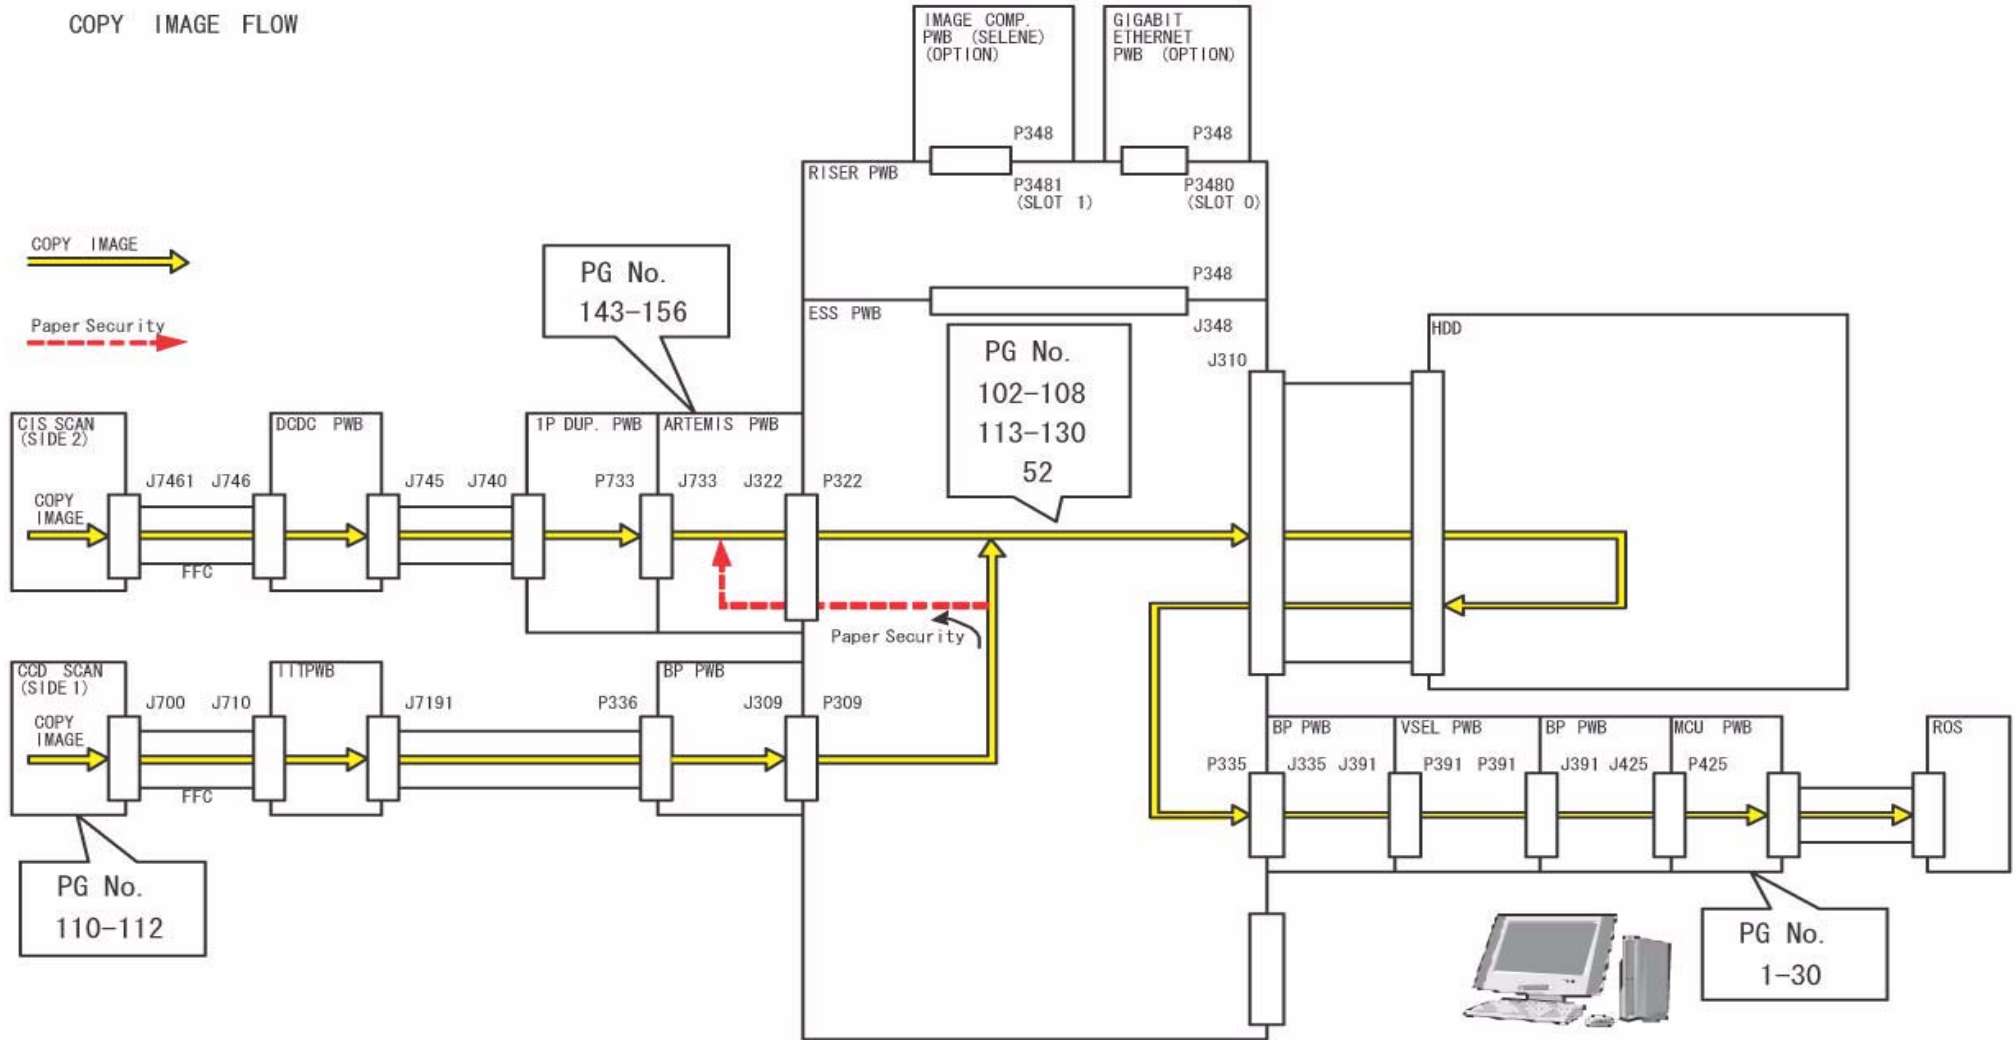 COPY IMAGE FLOW
IMAGE COMP.
PWB (SELENE)
(OPTION)
P348
GIGABIT
ETHERNET
PWB (OPTION)
P348
RISER PWB
P3481
(SLOT 1)
P3480
(SLOT 0)
P348
COPY IMAGE
Paper Security
PG No.
143-156
ESS PWB
J348
PG No.
102-108
113-130
52
J310
HDD
CIS SCAN
(SIDE 2)
COPY
IMAGE
J7461
J746
FFC
DCDC PWB
J745
J740
1P DUP. PWB
P733
ARTEMIS PWB
J733
J322
P322
Paper Security
CCD SCAN
(SIDE 1)
COPY
IMAGE
J700
J710
FFC
IITPWB
J7191
P336
BP PWB
J309
P309
P335
BP PWB
J335
J391
VSEL PWB
P391
P391
BP PWB
J391
J425
MCU PWB
P425
ROS
PG No.
110-112
PG No.
1-30